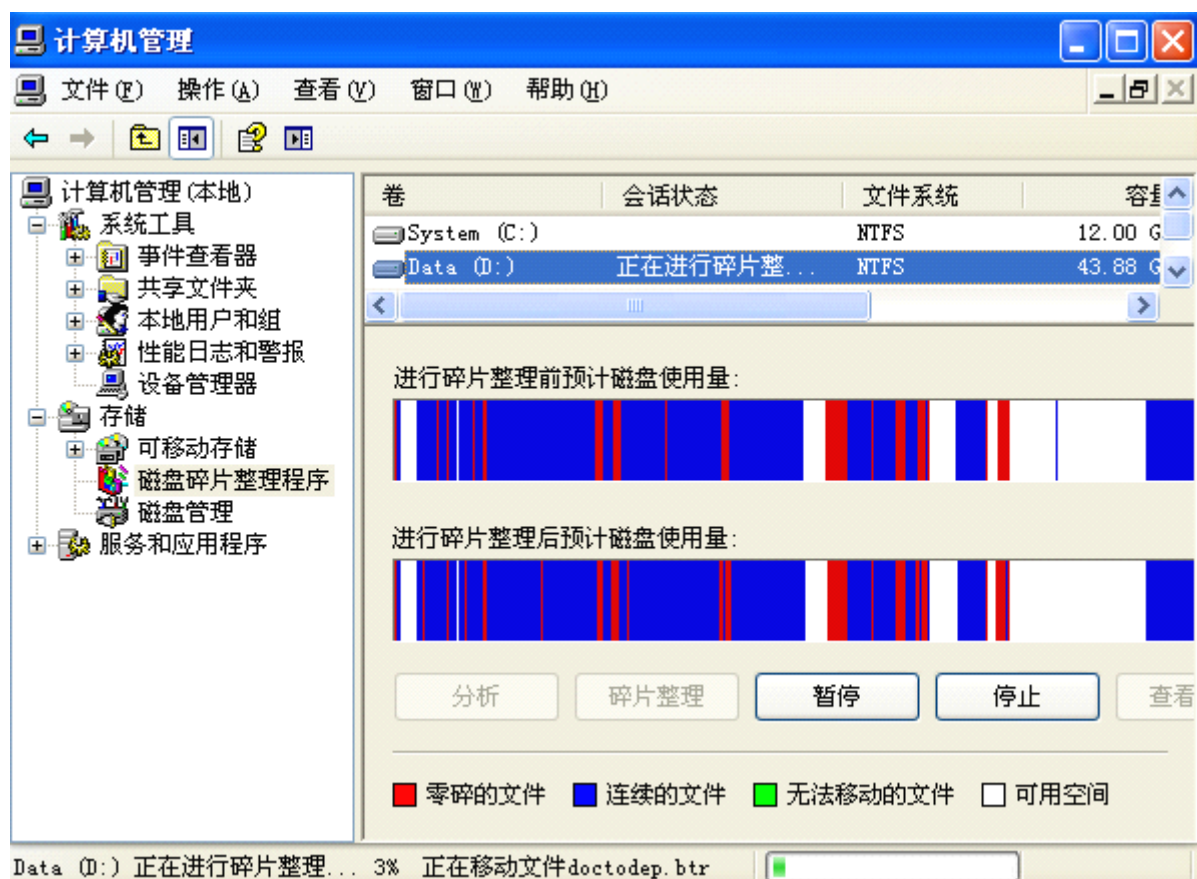 计算机管理
文件(F) 操作(A) 查看(V) 窗口(W) 帮助(H)
计算机管理(本地)
系统工具
事件查看器
共享文件夹
本地用户和组
性能日志和警报
设备管理器
存储
可移动存储
磁盘碎片整理程序
磁盘管理
服务和应用程序
卷 会话状态 文件系统 容量
System (C:) NTFS 12.00 G
Data (D:) 正在进行碎片整... NTFS 43.88 G
进行碎片整理前预计磁盘使用量:
进行碎片整理后预计磁盘使用量:
分析 碎片整理 暂停 停止 查看
零碎的文件 连续的文件 无法移动的文件 可用空间
Data (D:) 正在进行碎片整理... 3% 正在移动文件doctodep.btr